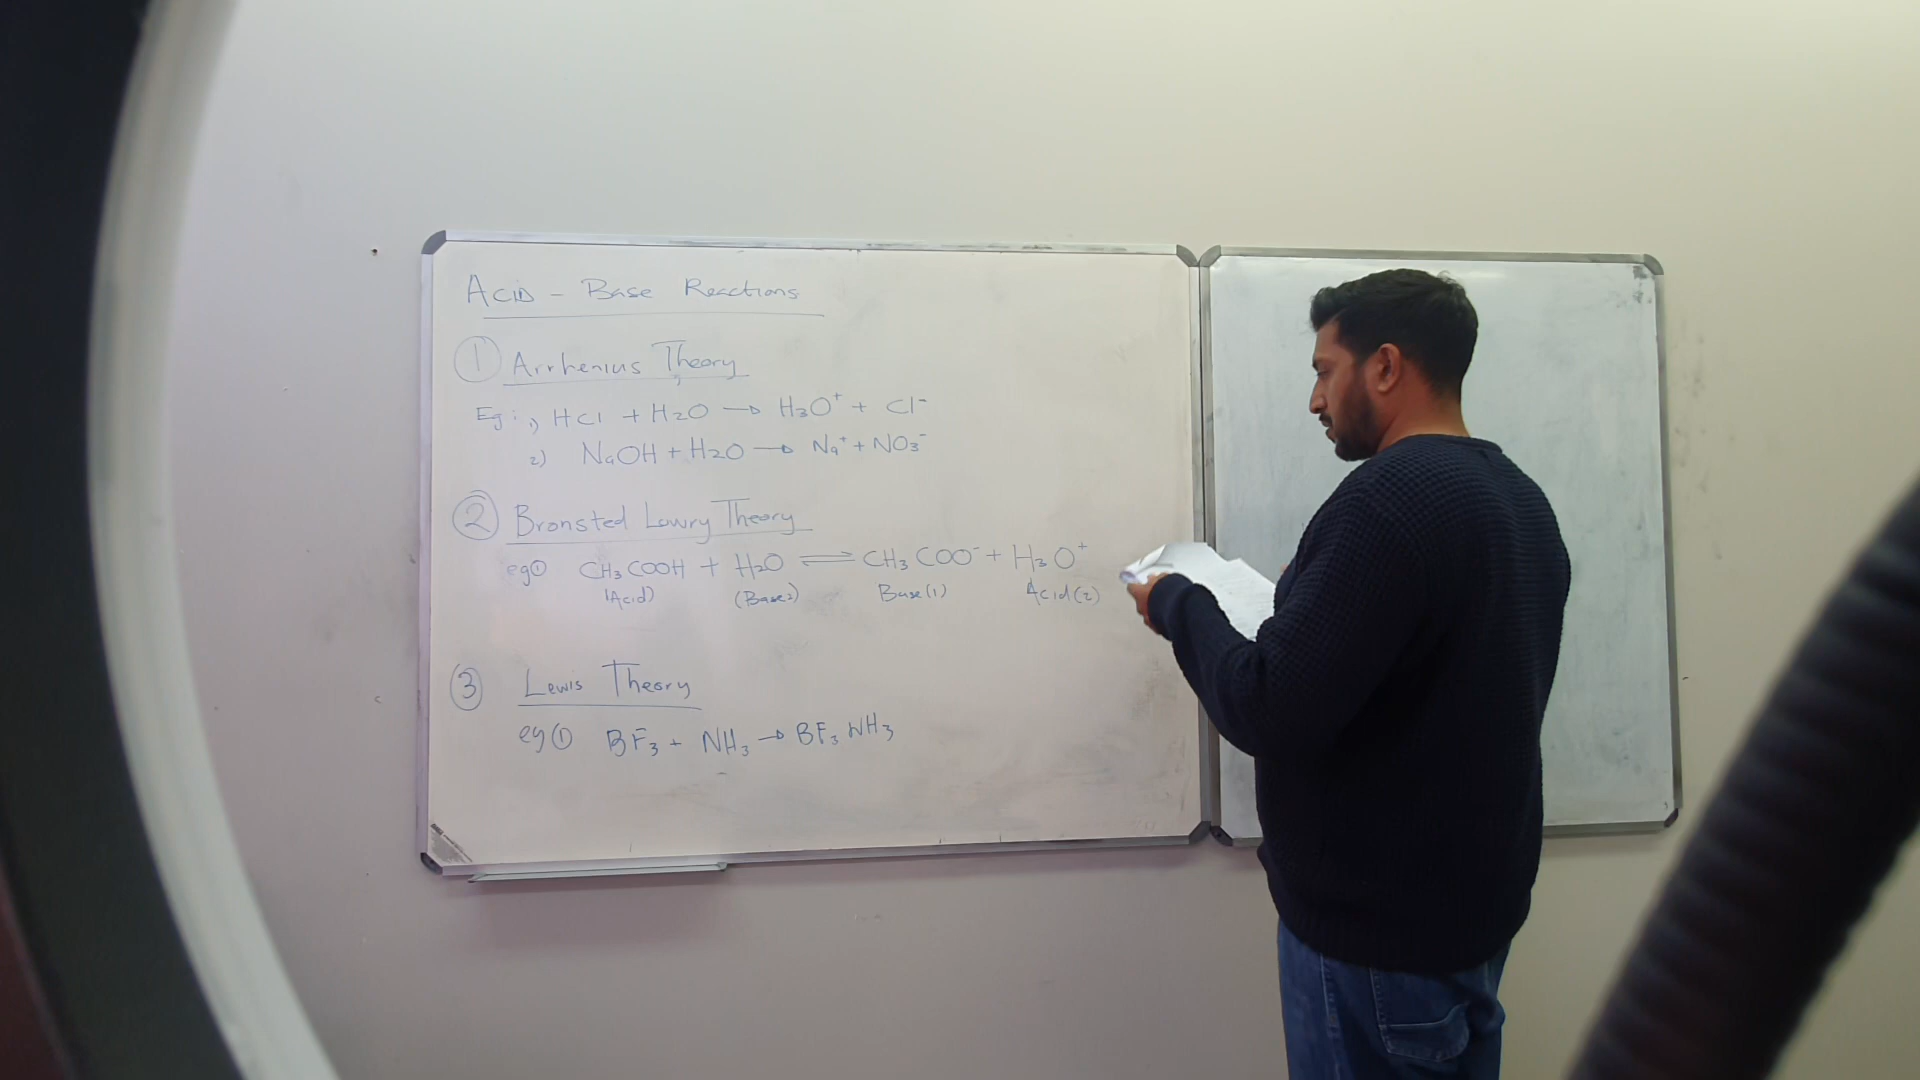 Acid - Base Reactions
① Arrhenius Theory
Eg: 1) HCl + H2O → H3O⁺ + Cl⁻
2) NaOH + H2O → Na⁺ + NO3⁻
② Bronsted Lowry Theory
eg① CH3COOH + H2O ⇌ CH3COO⁻ + H3O⁺
(Acid) (Base2) Base(1) Acid(2)
③ Lewis Theory
eg① BF3 + NH3 → BF3NH3